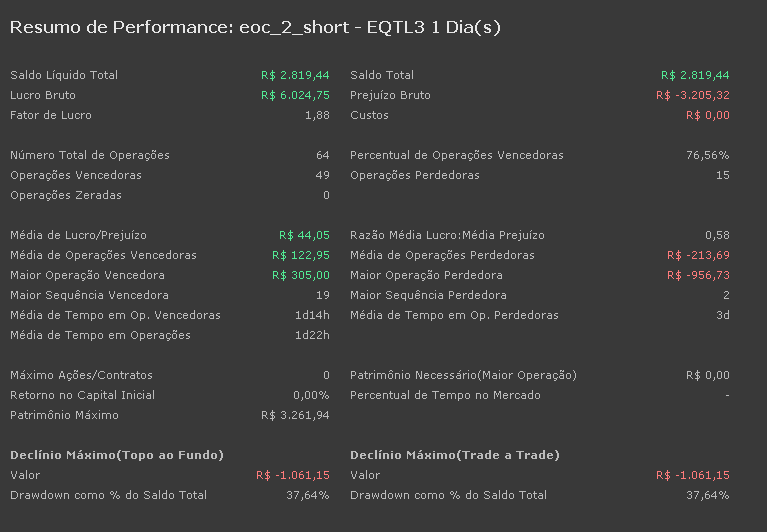 Resumo de Performance: eoc_2_short - EQTL3 1 Dia(s)
Saldo Líquido Total R$ 2.819,44 Saldo Total R$ 2.819,44
Lucro Bruto R$ 6.024,75 Prejuízo Bruto R$ -3.205,32
Fator de Lucro 1,88 Custos R$ 0,00
Número Total de Operações 64 Percentual de Operações Vencedoras 76,56%
Operações Vencedoras 49 Operações Perdedoras 15
Operações Zeradas 0
Média de Lucro/Prejuízo R$ 44,05 Razão Média Lucro:Média Prejuízo 0,58
Média de Operações Vencedoras R$ 122,95 Média de Operações Perdedoras R$ -213,69
Maior Operação Vencedora R$ 305,00 Maior Operação Perdedora R$ -956,73
Maior Sequência Vencedora 19 Maior Sequência Perdedora 2
Média de Tempo em Op. Vencedoras 1d14h Média de Tempo em Op. Perdedoras 3d
Média de Tempo em Operações 1d22h
Máximo Ações/Contratos 0 Patrimônio Necessário(Maior Operação) R$ 0,00
Retorno no Capital Inicial 0,00% Percentual de Tempo no Mercado -
Patrimônio Máximo R$ 3.261,94
Declínio Máximo(Topo ao Fundo) Declínio Máximo(Trade a Trade)
Valor R$ -1.061,15 Valor R$ -1.061,15
Drawdown como % do Saldo Total 37,64% Drawdown como % do Saldo Total 37,64%